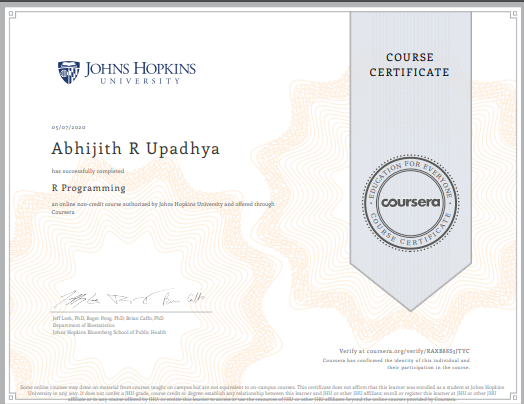 JOHNS HOPKINS
UNIVERSITY
COURSE
CERTIFICATE
05/07/2020
Abhijith R Upadhya
has successfully completed
R Programming
an online non-credit course authorized by Johns Hopkins University and offered through
Coursera
EDUCATION FOR EVERYONE
coursera
COURSE CERTIFICATE
Jeff Leek, PhD; Roger Peng, PhD; Brian Caffo, PhD
Department of Biostatistics
Johns Hopkins Bloomberg School of Public Health
Verify at coursera.org/verify/
Coursera has confirmed the identity of this individual and
their participation in the course.
Some online courses may draw on material from courses taught on campus but they are not equivalent to on-campus courses. This certificate does not affirm that this learner was enrolled as a student at Johns Hopkins
University in any way. It does not confer a JHU grade, course credit or degree, establish any relationship between this learner and JHU or other JHU affiliate, enroll or register this learner at JHU or other JHU
affiliate or in any course offered by JHU, or entitle this learner to access or use the resources of JHU or other JHU affiliates beyond the online courses provided by Coursera.